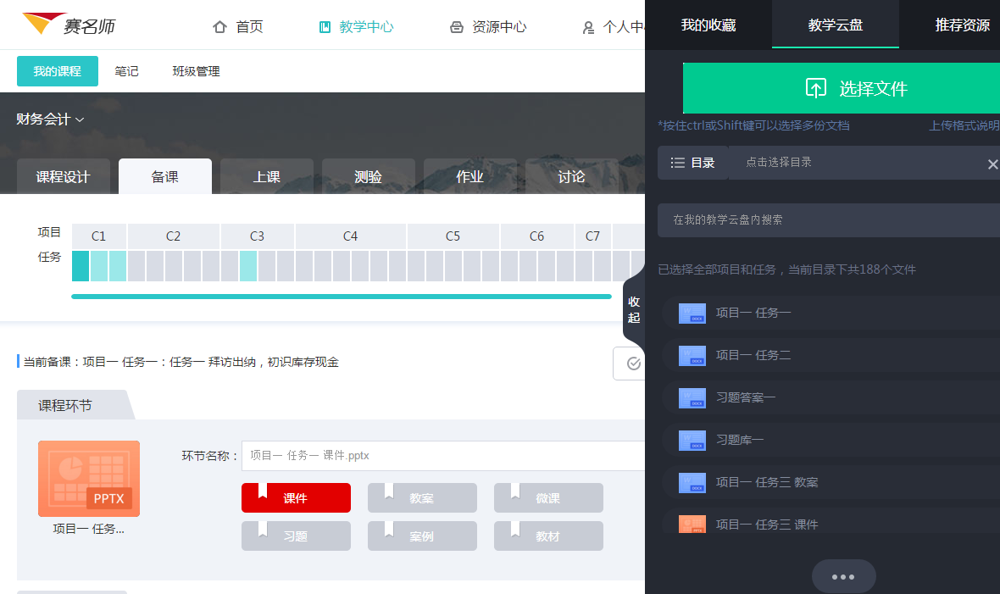 赛名师
首页
教学中心
资源中心
个人中
我的课程
笔记
班级管理
财务会计
课程设计
备课
上课
测验
作业
讨论
项目 C1 C2 C3 C4 C5 C6 C7
任务
收起
当前备课：项目一 任务一：任务一 拜访出纳，初识库存现金
课程环节
PPTX
项目一 任务...
环节名称： 项目一 任务一 课件.pptx
课件
教案
微课
习题
案例
教材
我的收藏
教学云盘
推荐资源
选择文件
*按住ctrl或Shift键可以选择多份文档
上传格式说明
目录
点击选择目录
在我的教学云盘内搜索
已选择全部项目和任务，当前目录下共188个文件
DOCX 项目一 任务一
DOCX 项目一 任务二
DOCX 习题答案一
DOCX 习题库一
DOCX 项目一 任务三 教案
项目一 任务三 课件